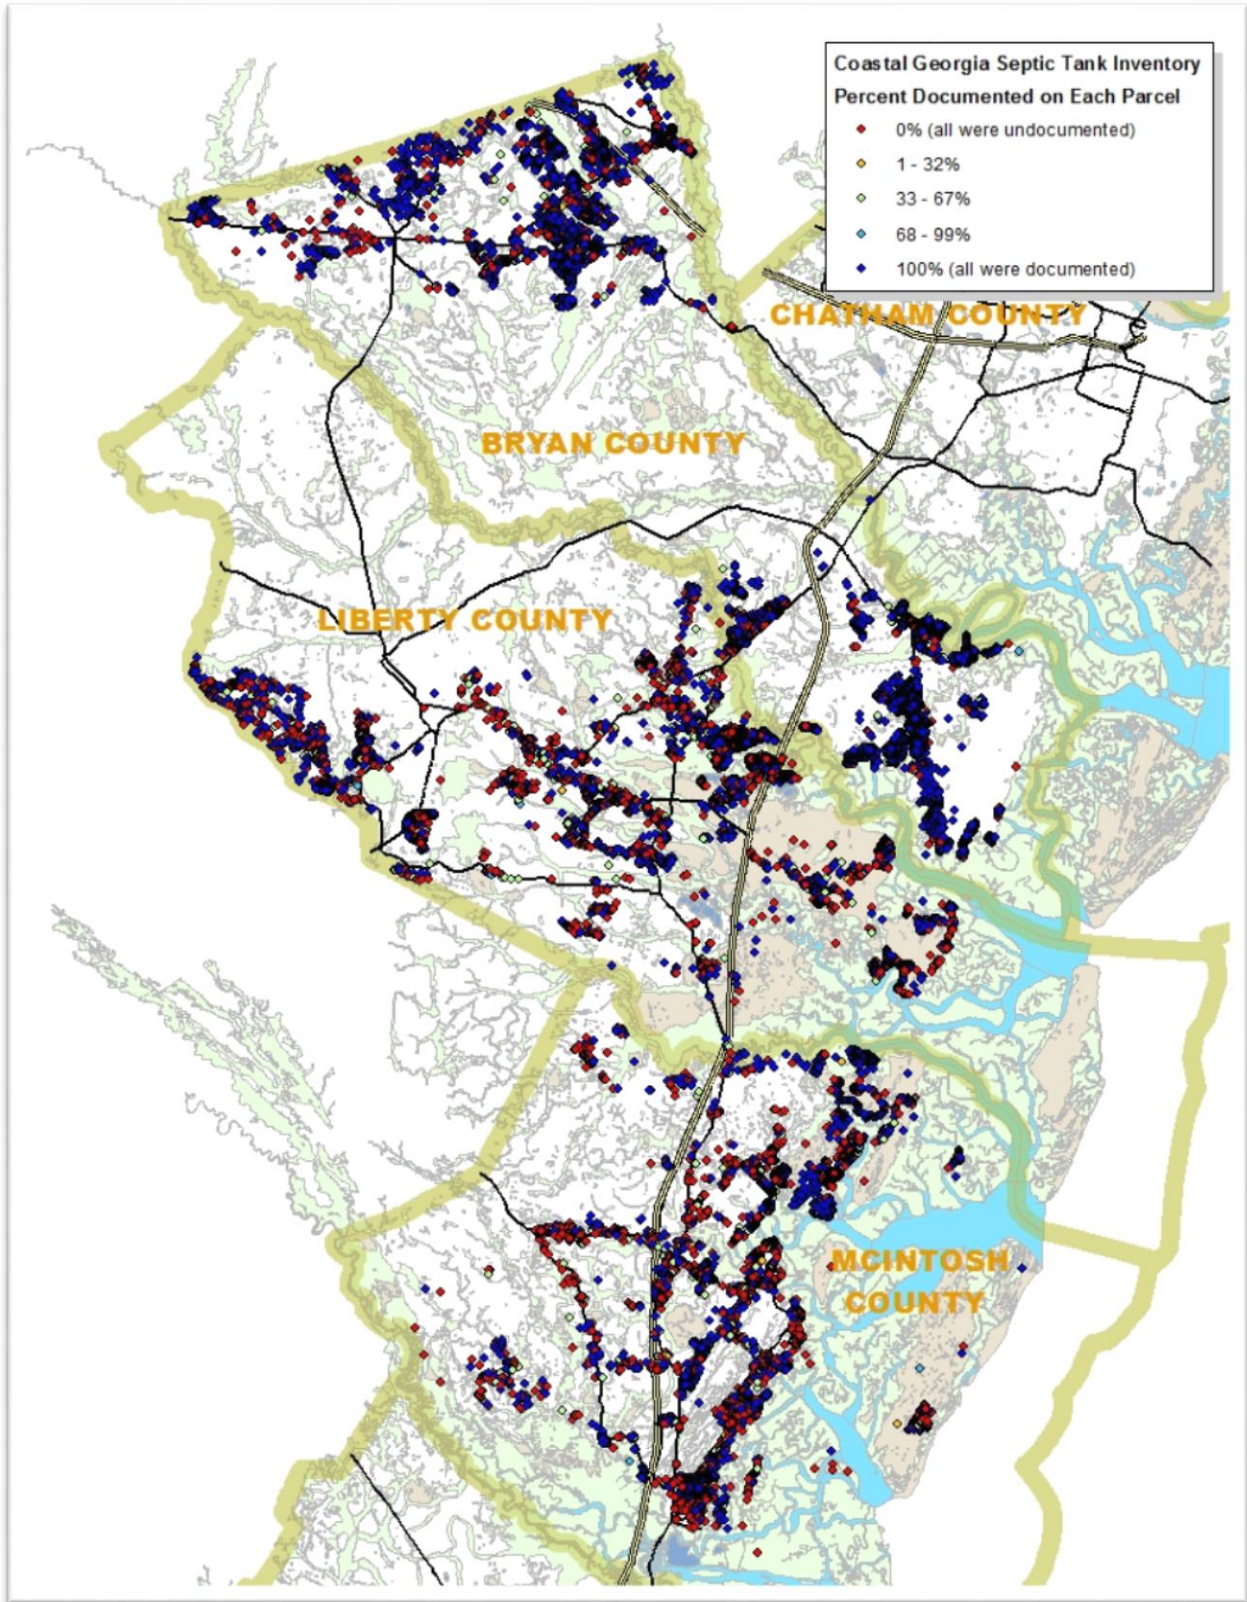 Coastal Georgia Septic Tank Inventory
Percent Documented on Each Parcel
0% (all were undocumented)
1 - 32%
33 - 67%
68 - 99%
100% (all were documented)
CHATHAM COUNTY
BRYAN COUNTY
LIBERTY COUNTY
MCINTOSH
COUNTY